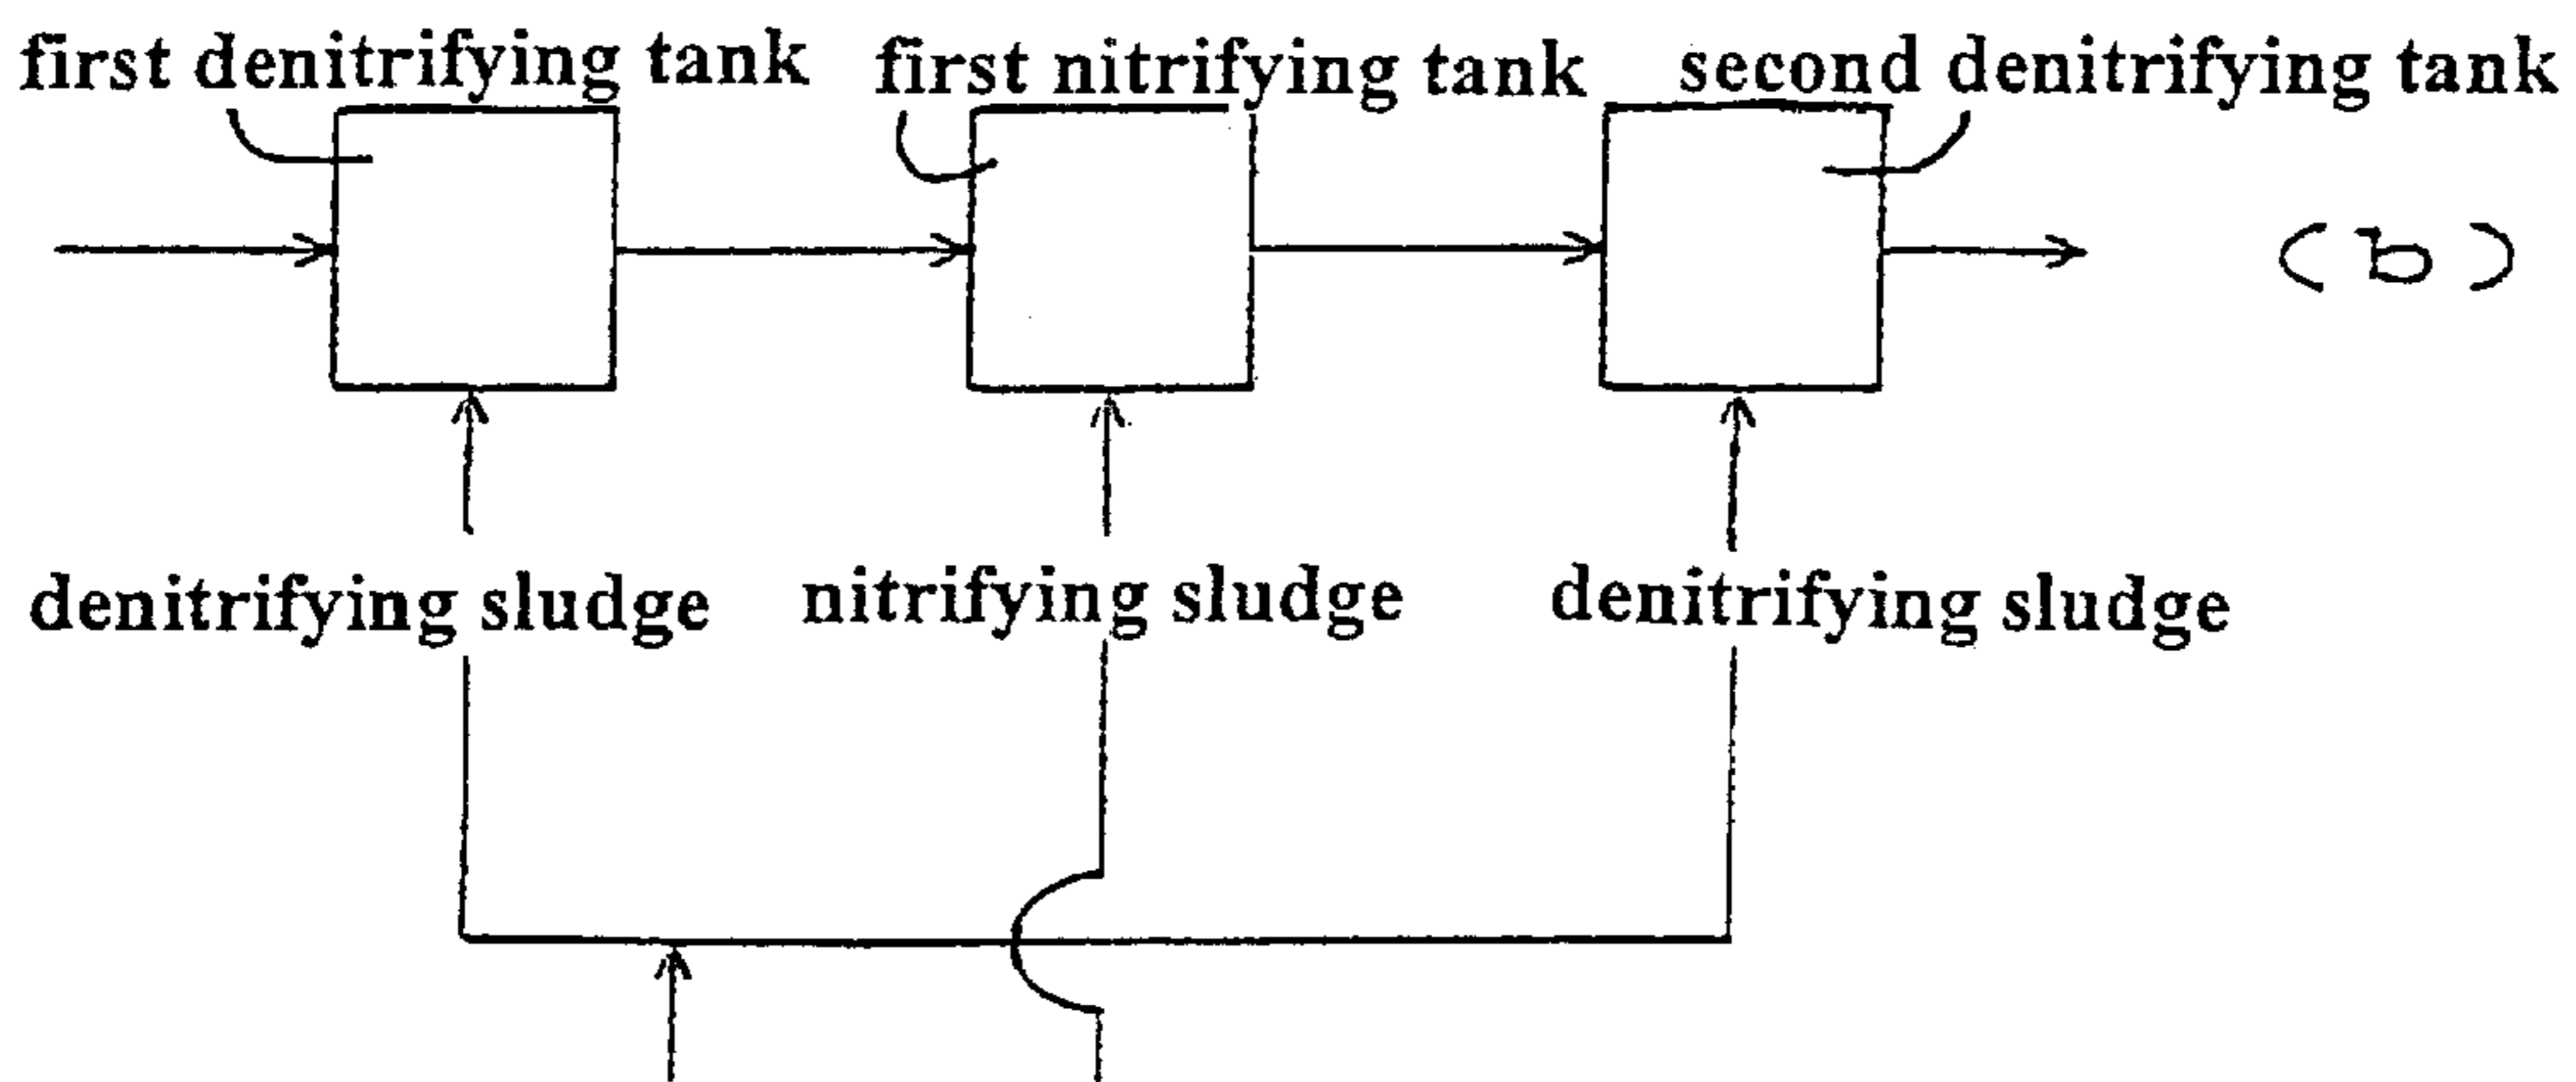 first denitrifying tank first nitrifying tank second denitrifying tank
(b)
denitrifying sludge nitrifying sludge denitrifying sludge